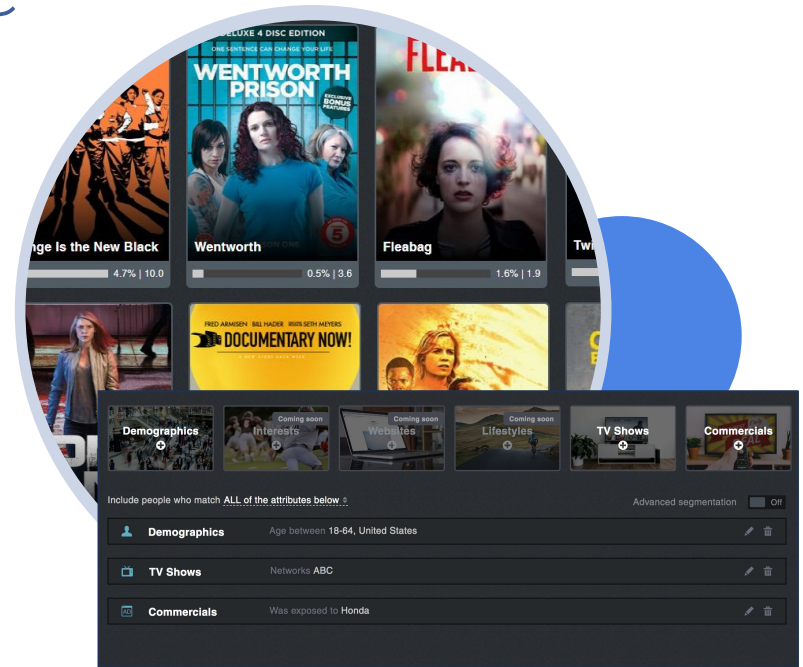 DELUXE 4 DISC EDITION
ONE SENTENCE CAN CHANGE YOUR LIFE
WENTWORTH
PRISON
EXCLUSIVE
BONUS
FEATURES
5
nge Is the New Black
Wentworth
Fleabag
Twi
4.7% | 10.0
0.5% | 3.6
1.6% | 1.9
FRED ARMISEN BILL HADER SETH MEYERS
DOCUMENTARY NOW!
Demographics
Coming soon
Interests
Coming soon
Websites
Coming soon
Lifestyles
TV Shows
Commercials
Include people who match ALL of the attributes below
Advanced segmentation
Off
Demographics
Age between 18-64, United States
TV Shows
Networks ABC
AD
Commercials
Was exposed to Honda